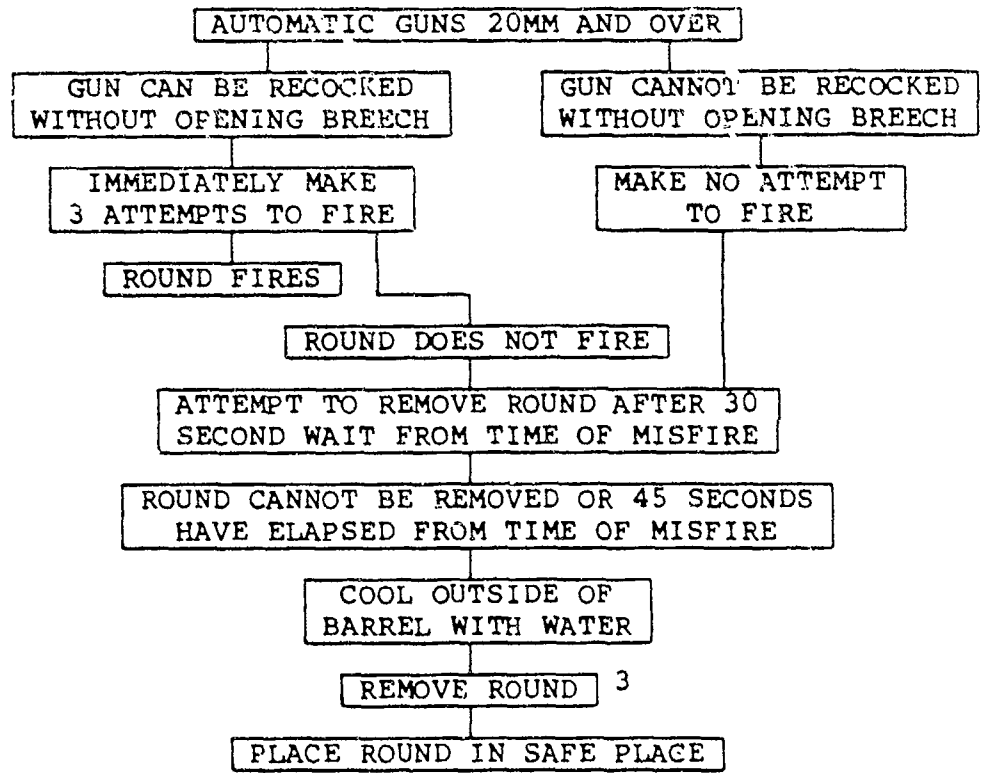 AUTOMATIC GUNS 20MM AND OVER
GUN CAN BE RECOCKED
WITHOUT OPENING BREECH
GUN CANNOT BE RECOCKED
WITHOUT OPENING BREECH
IMMEDIATELY MAKE
3 ATTEMPTS TO FIRE
MAKE NO ATTEMPT
TO FIRE
ROUND FIRES
ROUND DOES NOT FIRE
ATTEMPT TO REMOVE ROUND AFTER 30
SECOND WAIT FROM TIME OF MISFIRE
ROUND CANNOT BE REMOVED OR 45 SECONDS
HAVE ELAPSED FROM TIME OF MISFIRE
COOL OUTSIDE OF
BARREL WITH WATER
REMOVE ROUND 3
PLACE ROUND IN SAFE PLACE